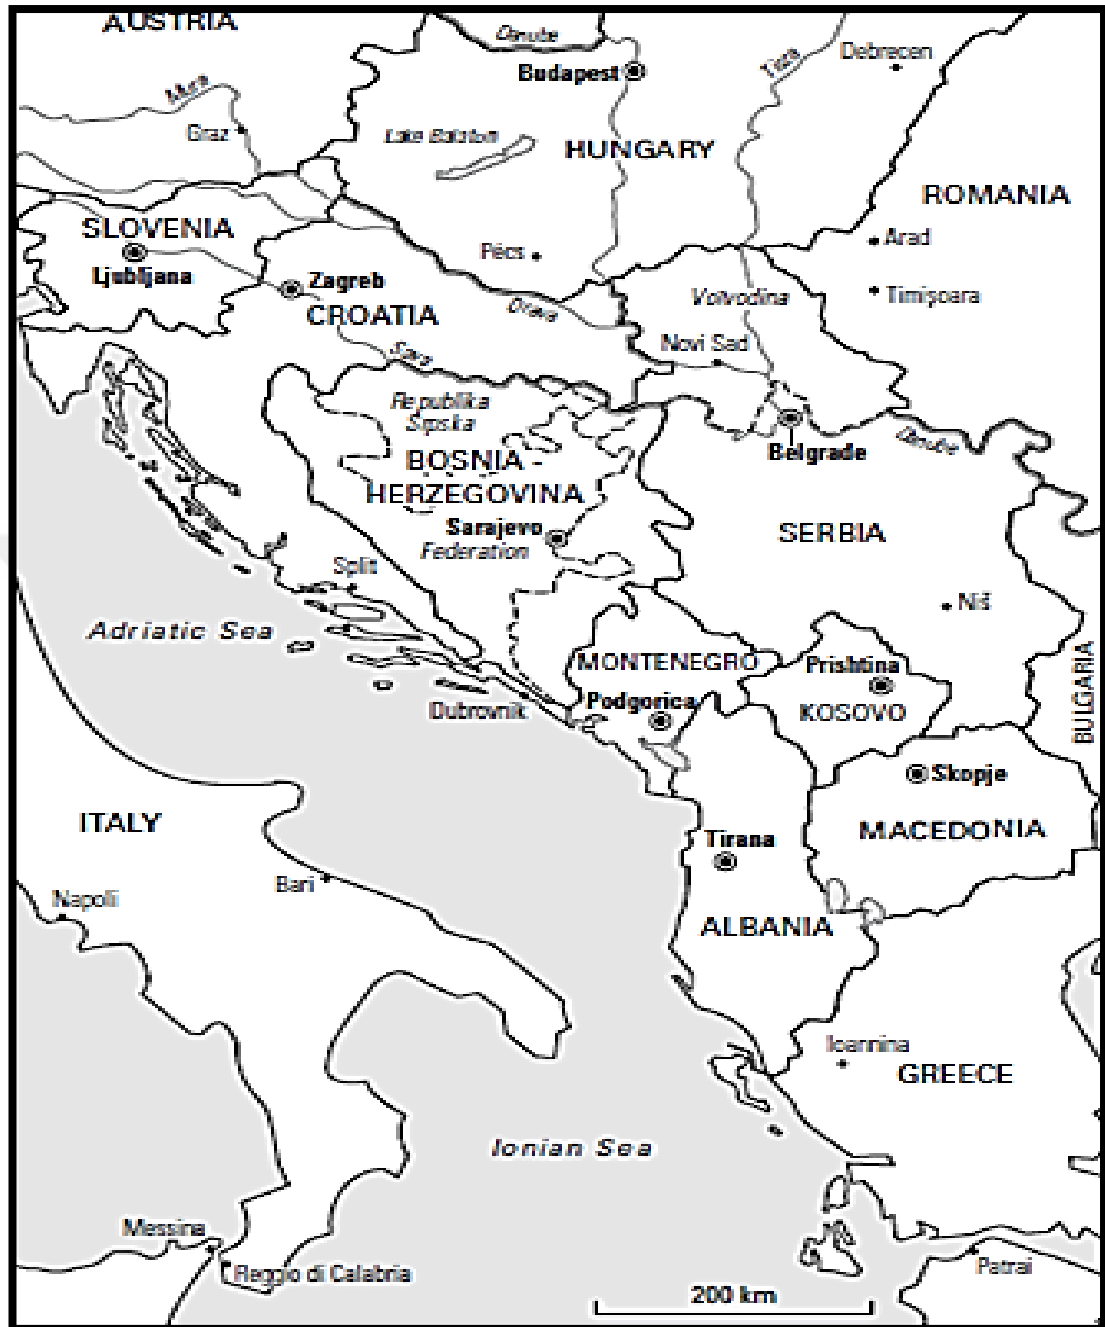 AUSTRIA
Danube
Budapest
Tisza
Debrecen
Mura
Graz
Lake Balaton
HUNGARY
ROMANIA
SLOVENIA
Ljubljana
Pécs
Arad
Zagreb
CROATIA
Drava
Voivodina
Timişoara
Novi Sad
Sava
Republika
Srpska
Belgrade
Danube
BOSNIA -
HERZEGOVINA
Sarajevo
Federation
SERBIA
Split
Niš
Adriatic Sea
MONTENEGRO
Prishtina
Podgorica
KOSOVO
Dubrovnik
BULGARIA
Skopje
ITALY
MACEDONIA
Tirana
Bari
Napoli
ALBANIA
Ioannina
GREECE
Ionian Sea
Messina
Reggio di Calabria
Patrai
200 km